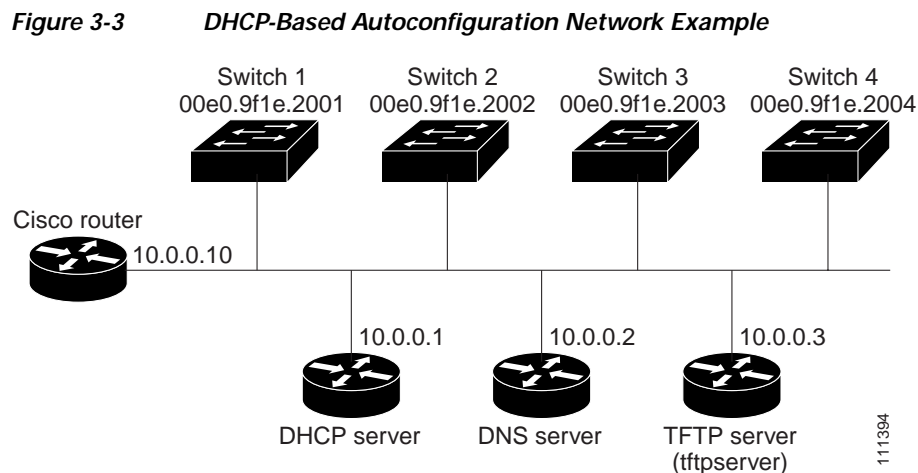 Figure 3-3 DHCP-Based Autoconfiguration Network Example
Switch 1
00e0.9f1e.2001
Switch 2
00e0.9f1e.2002
Switch 3
00e0.9f1e.2003
Switch 4
00e0.9f1e.2004
Cisco router
10.0.0.10
10.0.0.1
10.0.0.2
10.0.0.3
DHCP server
DNS server
TFTP server
(tftpserver)
111394